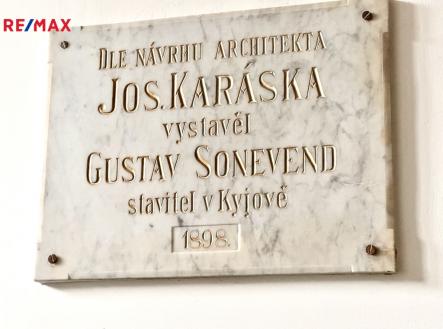 RE/MAX
DLE NÁVRHU ARCHITEKTA
JOS. KARÁSKA
vystavěl
GUSTAV SONEVEND
stavitel v Kyjově
1898.